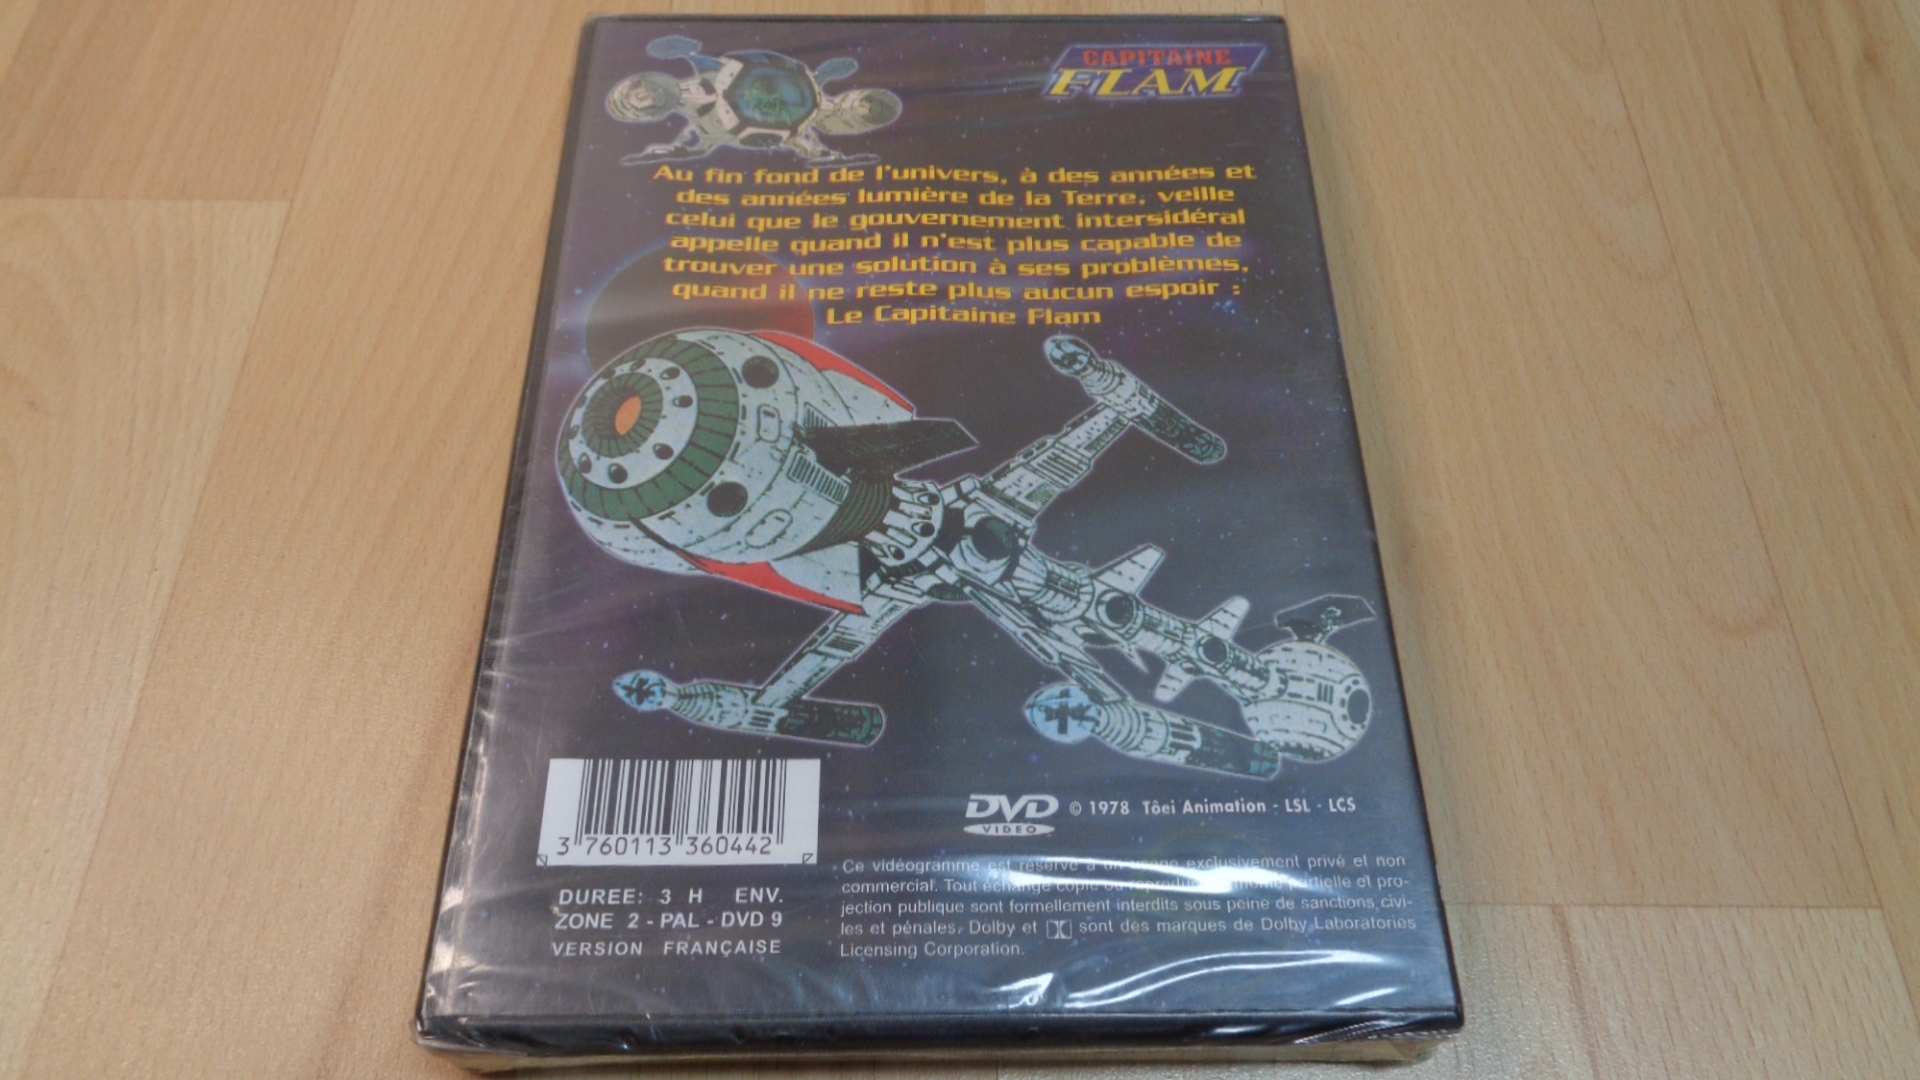 CAPITAINE
FLAM
Au fin fond de l'univers, à des années et
des années lumière de la Terre, veille
celui que le gouvernement intersidéral
appelle quand il n'est plus capable de
trouver une solution à ses problèmes,
quand il ne reste plus aucun espoir :
Le Capitaine Flam
3 760113 360442
DVD
VIDEO
© 1978 Tôei Animation - LSL - LCS
DUREE: 3 H ENV.
ZONE 2 - PAL - DVD 9
VERSION FRANÇAISE
Ce vidéogramme est réservé à un usage exclusivement privé et non
commercial. Tout échange copie ou partielle et pro-
jection publique sont formellement interdits sous peine de sanctions civi-
les et pénales. Dolby et sont des marques de Dolby Laboratories
Licensing Corporation.